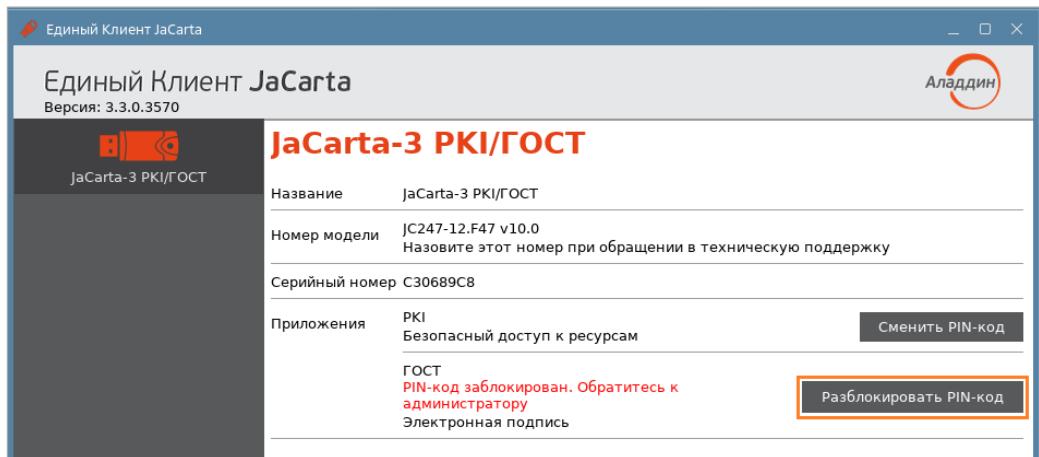 Единый Клиент JaCarta
Единый Клиент JaCarta
Версия: 3.3.0.3570
Аладдин
JaCarta-3 PKI/ГОСТ
JaCarta-3 PKI/ГОСТ
Название JaCarta-3 PKI/ГОСТ
Номер модели JC247-12.F47 v10.0
Назовите этот номер при обращении в техническую поддержку
Серийный номер C30689C8
Приложения PKI
Безопасный доступ к ресурсам
Сменить PIN-код
ГОСТ
PIN-код заблокирован. Обратитесь к
администратору
Разблокировать PIN-код
Электронная подпись